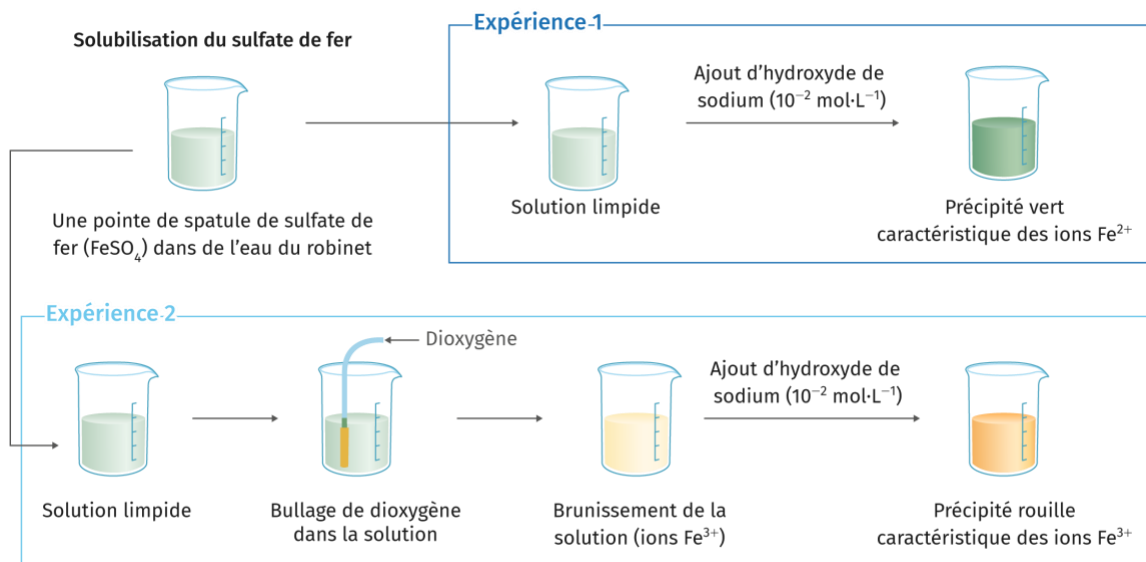 Solubilisation du sulfate de fer
Une pointe de spatule de sulfate de
fer (FeSO₄) dans de l’eau du robinet
Expérience 1
Solution limpide
Ajout d’hydroxyde de
sodium (10⁻² mol·L⁻¹)
Précipité vert
caractéristique des ions Fe²⁺
Expérience 2
Solution limpide
Dioxygène
Bullage de dioxygène
dans la solution
Brunissement de la
solution (ions Fe³⁺)
Ajout d’hydroxyde de
sodium (10⁻² mol·L⁻¹)
Précipité rouille
caractéristique des ions Fe³⁺